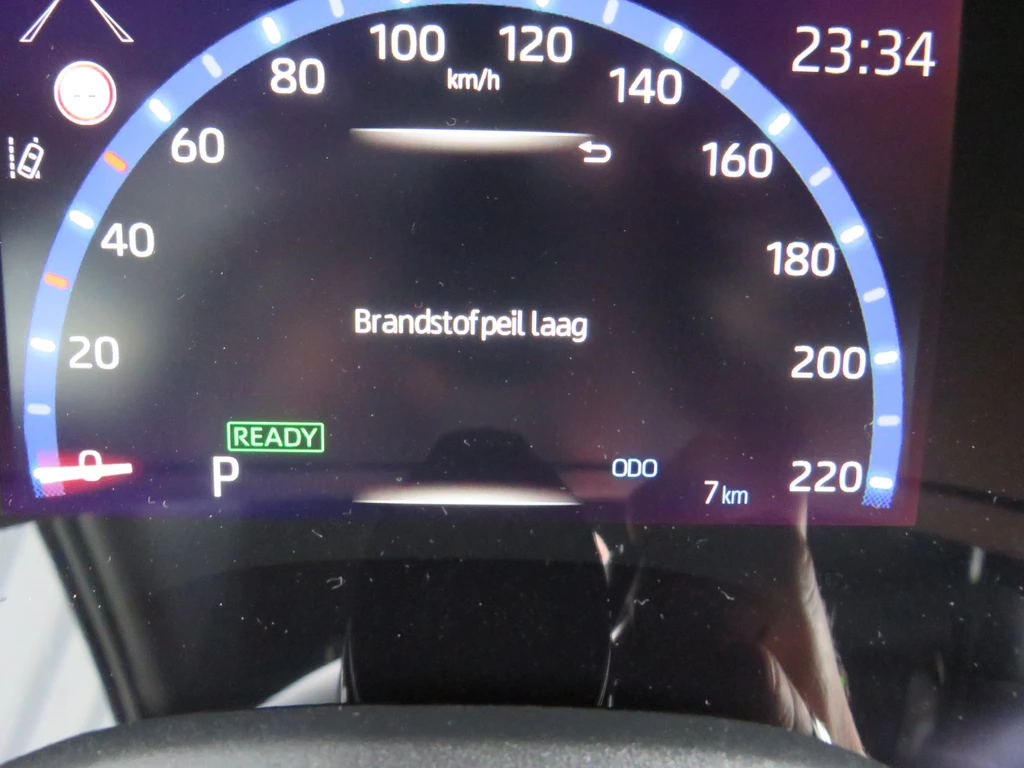 100 120 23:34
80 km/h 140
60 160
40 180
Brandstofpeil laag
20 200
READY
0 P ODO 220
7 km